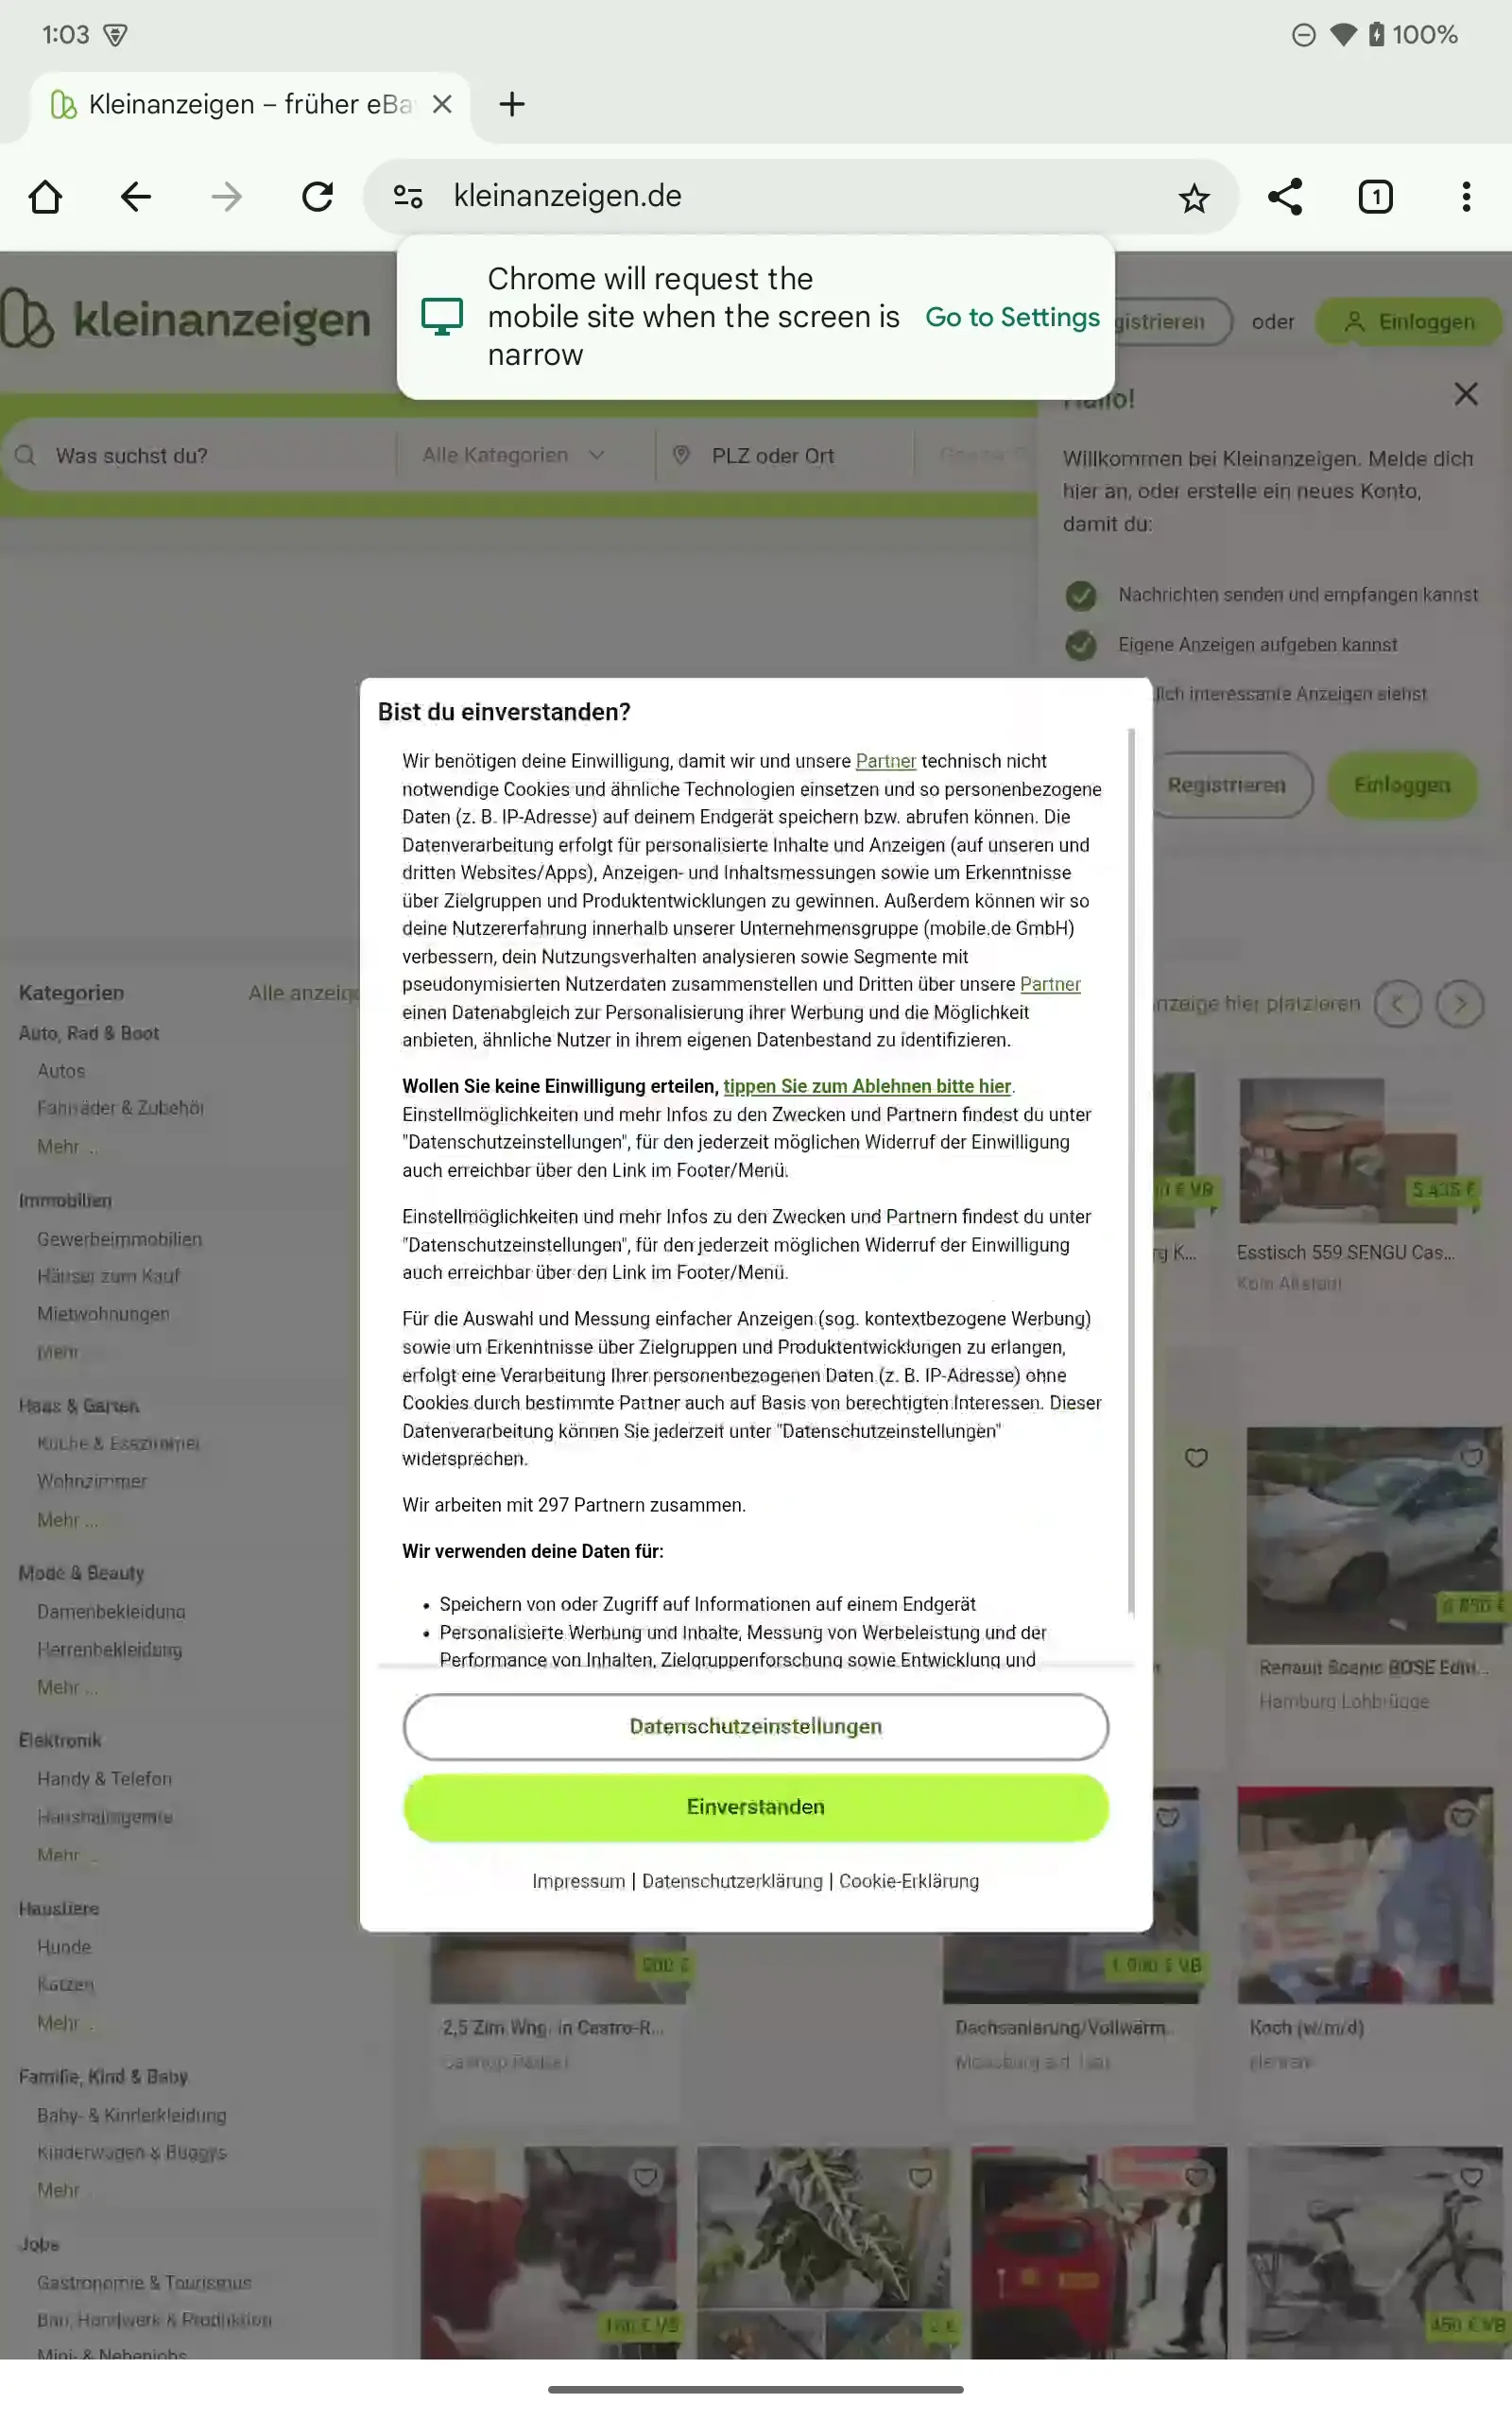 1:03
100%
Kleinanzeigen – früher eBa
kleinanzeigen.de
1
Chrome will request the
mobile site when the screen is
narrow
Go to Settings
kleinanzeigen
gistrieren
oder
Einloggen
Hallo!
Was suchst du?
Alle Kategorien
PLZ oder Ort
Willkommen bei Kleinanzeigen. Melde dich
hier an, oder erstelle ein neues Konto,
damit du:
Nachrichten senden und empfangen kannst
Eigene Anzeigen aufgeben kannst
lich interessante Anzeigen siehst
Registrieren
Einloggen
Bist du einverstanden?
Wir benötigen deine Einwilligung, damit wir und unsere Partner technisch nicht
notwendige Cookies und ähnliche Technologien einsetzen und so personenbezogene
Daten (z. B. IP-Adresse) auf deinem Endgerät speichern bzw. abrufen können. Die
Datenverarbeitung erfolgt für personalisierte Inhalte und Anzeigen (auf unseren und
dritten Websites/Apps), Anzeigen- und Inhaltsmessungen sowie um Erkenntnisse
über Zielgruppen und Produktentwicklungen zu gewinnen. Außerdem können wir so
deine Nutzererfahrung innerhalb unserer Unternehmensgruppe (mobile.de GmbH)
verbessern, dein Nutzungsverhalten analysieren sowie Segmente mit
pseudonymisierten Nutzerdaten zusammenstellen und Dritten über unsere Partner
einen Datenabgleich zur Personalisierung ihrer Werbung und die Möglichkeit
anbieten, ähnliche Nutzer in ihrem eigenen Datenbestand zu identifizieren.
Wollen Sie keine Einwilligung erteilen, tippen Sie zum Ablehnen bitte hier.
Einstellmöglichkeiten und mehr Infos zu den Zwecken und Partnern findest du unter
"Datenschutzeinstellungen", für den jederzeit möglichen Widerruf der Einwilligung
auch erreichbar über den Link im Footer/Menü.
Einstellmöglichkeiten und mehr Infos zu den Zwecken und Partnern findest du unter
"Datenschutzeinstellungen", für den jederzeit möglichen Widerruf der Einwilligung
auch erreichbar über den Link im Footer/Menü.
Für die Auswahl und Messung einfacher Anzeigen (sog. kontextbezogene Werbung)
sowie um Erkenntnisse über Zielgruppen und Produktentwicklungen zu erlangen,
erfolgt eine Verarbeitung Ihrer personenbezogenen Daten (z. B. IP-Adresse) ohne
Cookies durch bestimmte Partner auch auf Basis von berechtigten Interessen. Dieser
Datenverarbeitung können Sie jederzeit unter "Datenschutzeinstellungen"
widersprechen.
Wir arbeiten mit 297 Partnern zusammen.
Wir verwenden deine Daten für:
• Speichern von oder Zugriff auf Informationen auf einem Endgerät
• Personalisierte Werbung und Inhalte, Messung von Werbeleistung und der
Performance von Inhalten, Zielgruppenforschung sowie Entwicklung und
Datenschutzeinstellungen
Einverstanden
Impressum | Datenschutzerklärung | Cookie-Erklärung
Kategorien
Alle anzeig
Auto, Rad & Boot
Autos
Fahrräder & Zubehör
Mehr ...
Immobilien
Gewerbeimmobilien
Häuser zum Kauf
Mietwohnungen
Mehr
Haus & Garten
Küche & Esszimmer
Wohnzimmer
Mehr ...
Mode & Beauty
Damenbekleidung
Herrenbekleidung
Mehr ...
Elektronik
Handy & Telefon
Haushaltsgeräte
Mehr
Haustiere
Hunde
Katzen
Mehr
Familie, Kind & Baby
Baby- & Kinderkleidung
Kinderwagen & Buggys
Mehr
Jobs
Gastronomie & Tourismus
Bau, Handwerk & Produktion
Mini- & Nebenjobs
nzeige hier platzieren
0 € VB
5.435 €
rg K...
Esstisch 559 SENGU Cas...
Köln Altstadt
Renault Scenic BOSE Editi...
Hamburg Lohbrügge
2,5 Zim Wng. in Castro-R...
Dachsanierung/Vollwärm...
Koch (w/m/d)
450 € VB